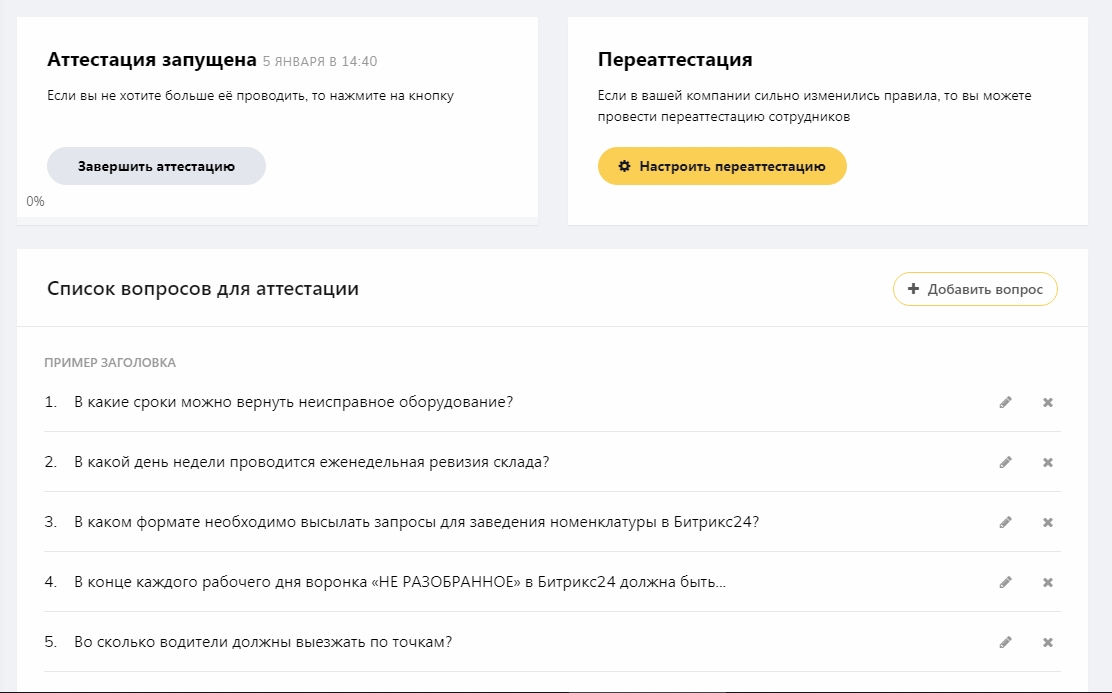 Аттестация запущена 5 ЯНВАРЯ В 14:40
Если вы не хотите больше её проводить, то нажмите на кнопку
Завершить аттестацию
0%
Переаттестация
Если в вашей компании сильно изменились правила, то вы можете
провести переаттестацию сотрудников
Настроить переаттестацию
Список вопросов для аттестации
Добавить вопрос
ПРИМЕР ЗАГОЛОВКА
1. В какие сроки можно вернуть неисправное оборудование?
2. В какой день недели проводится еженедельная ревизия склада?
3. В каком формате необходимо высылать запросы для заведения номенклатуры в Битрикс24?
4. В конце каждого рабочего дня воронка «НЕ РАЗОБРАННОЕ» в Битрикс24 должна быть...
5. Во сколько водители должны выезжать по точкам?